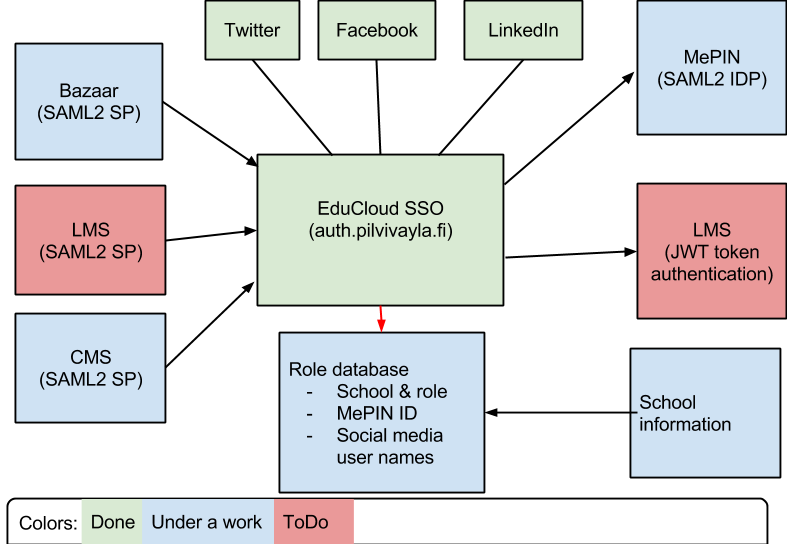 Twitter
Facebook
LinkedIn
MePIN
(SAML2 IDP)
Bazaar
(SAML2 SP)
EduCloud SSO
(auth.pilvivayla.fi)
LMS
(SAML2 SP)
LMS
(JWT token
authentication)
CMS
(SAML2 SP)
Role database
- School & role
- MePIN ID
- Social media
user names
School
information
Colors: Done Under a work ToDo